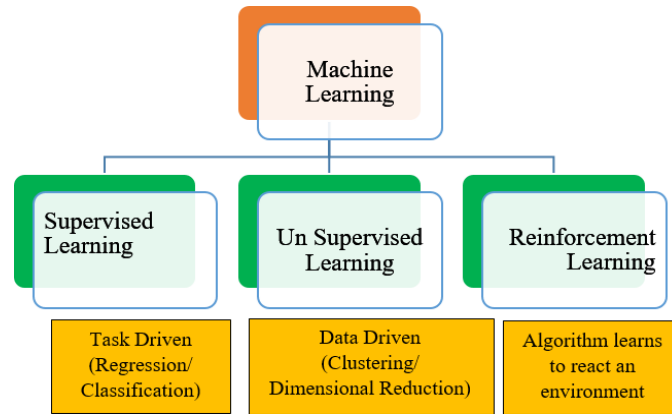 Machine
Learning
Supervised
Learning
Un Supervised
Learning
Reinforcement
Learning
Task Driven
(Regression/
Classification)
Data Driven
(Clustering/
Dimensional Reduction)
Algorithm learns
to react an
environment